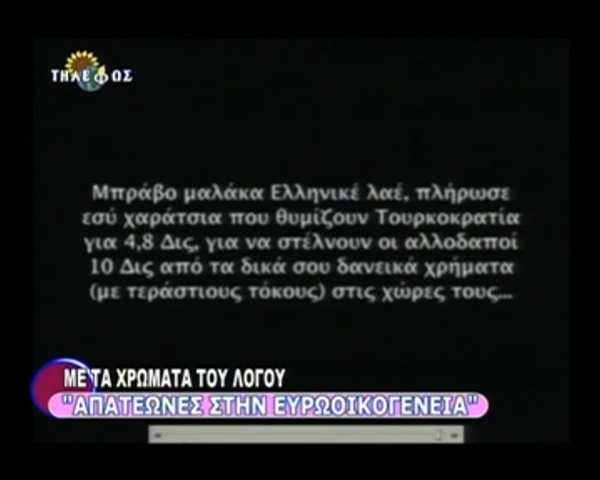 ΤΗΛΕΦΩΣ
Μπράβο μαλάκα Ελληνικέ λαέ, πλήρωσε
εσύ χαράτσια που θυμίζουν Τουρκοκρατία
για 4,8 Δις, για να στέλνουν οι αλλοδαποί
10 Δις από τα δικά σου δανεικά χρήματα
(με τεράστιους τόκους) στις χώρες τους...
ΜΕ ΤΑ ΧΡΩΜΑΤΑ ΤΟΥ ΛΟΓΟΥ
"ΑΠΑΤΕΩΝΕΣ ΣΤΗΝ ΕΥΡΩΟΙΚΟΓΕΝΕΙΑ"